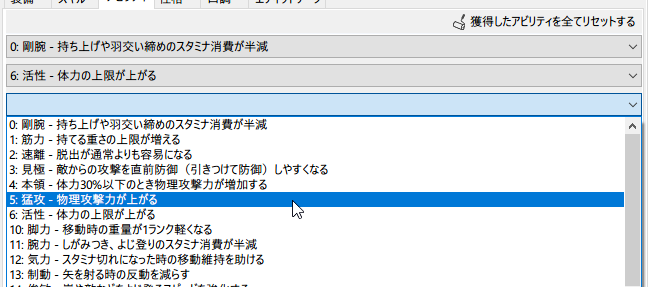 装備
スキル
アビリティ
性格
口調
エディットデータ
獲得したアビリティを全てリセットする
0: 剛腕 - 持ち上げや羽交い締めのスタミナ消費が半減
6: 活性 - 体力の上限が上がる
0: 剛腕 - 持ち上げや羽交い締めのスタミナ消費が半減
1: 筋力 - 持てる重さの上限が増える
2: 速離 - 脱出が通常よりも容易になる
3: 見極 - 敵からの攻撃を直前防御（引きつけて防御）しやすくなる
4: 本領 - 体力30%以下のとき物理攻撃力が増加する
5: 猛攻 - 物理攻撃力が上がる
6: 活性 - 体力の上限が上がる
10: 脚力 - 移動時の重量が1ランク軽くなる
11: 腕力 - しがみつき、よじ登りのスタミナ消費が半減
12: 気力 - スタミナ切れになった時の移動維持を助ける
13: 制動 - 矢を射る時の反動を減らす